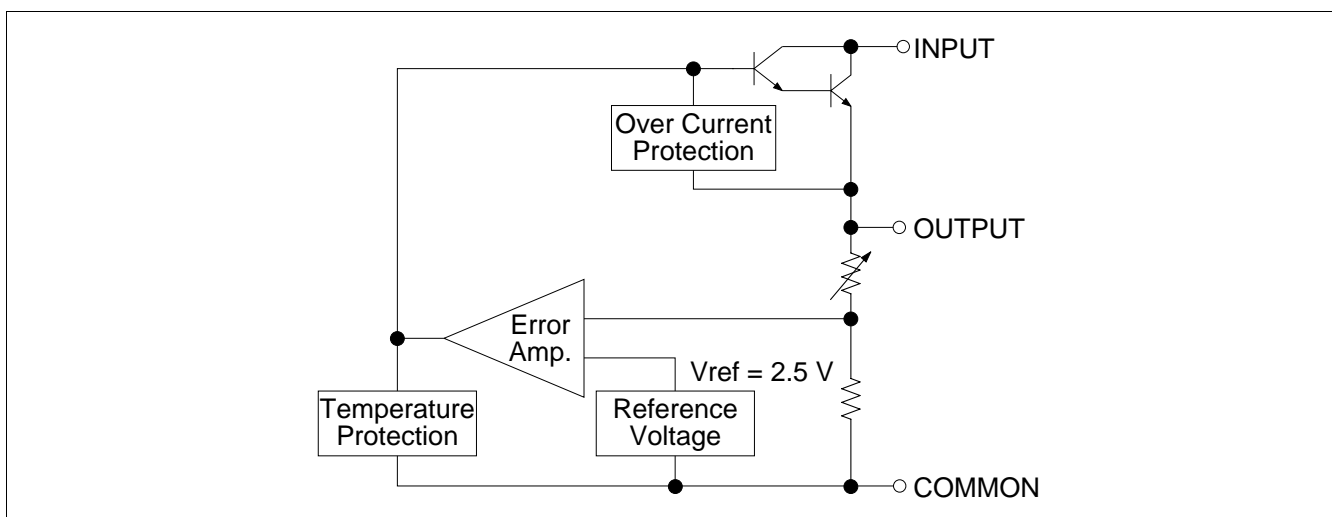 INPUT
Over Current
Protection
OUTPUT
Error
Amp.
Vref = 2.5 V
Temperature
Protection
Reference
Voltage
COMMON